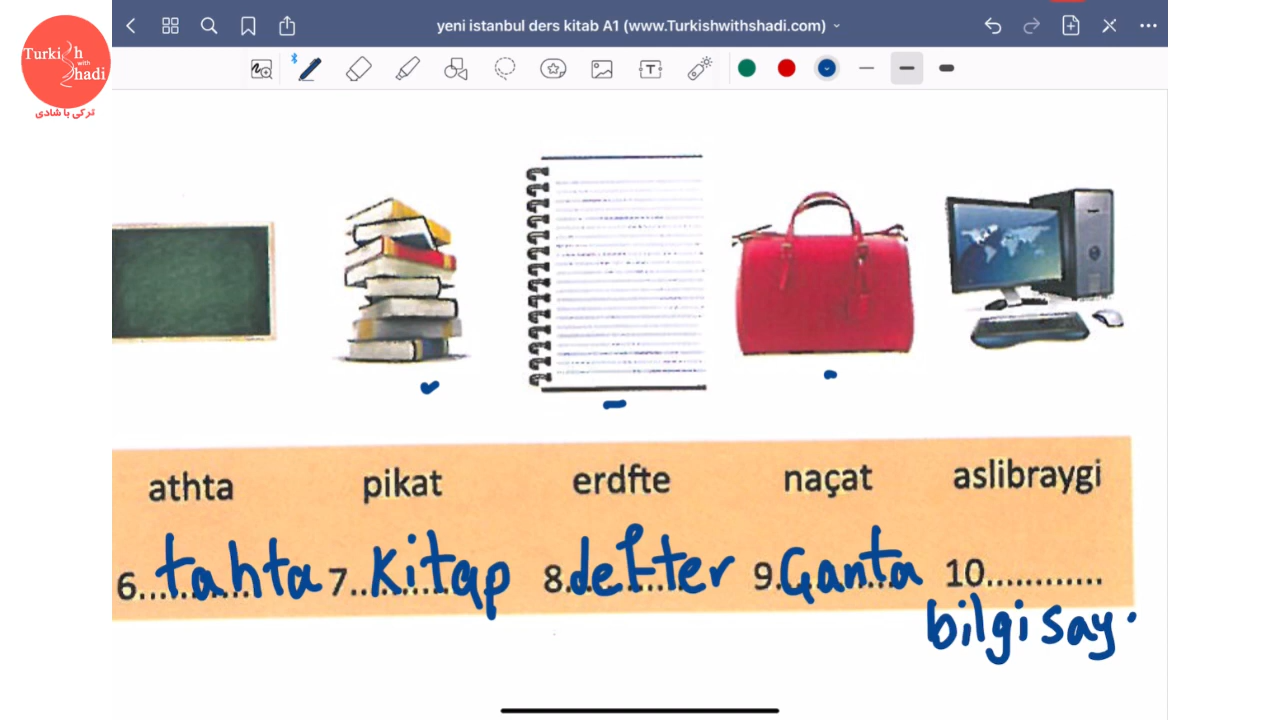 yeni istanbul ders kitab A1 (www.Turkishwithshadi.com)
Turkish
with
Shadi
ترکی با شادی
athta pikat erdfte naçat aslibraygi
6............ tahta 7............ Kitap 8............ defter 9............ Çanta 10............
bilgisay